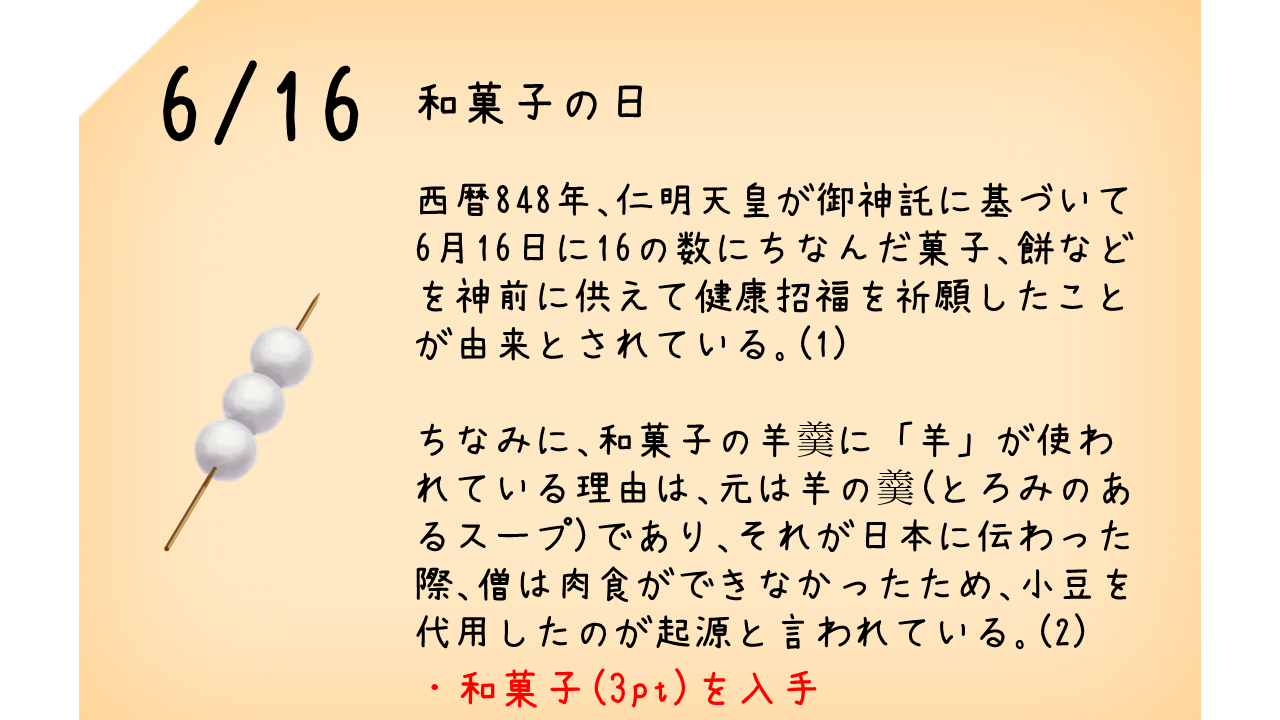 6/16
和菓子の日
西暦848年、仁明天皇が御神託に基づいて
6月16日に16の数にちなんだ菓子、餅など
を神前に供えて健康招福を祈願したこと
が由来とされている。(1)
ちなみに、和菓子の羊羹に「羊」が使わ
れている理由は、元は羊の羹(とろみのあ
るスープ)であり、それが日本に伝わった
際、僧は肉食ができなかったため、小豆を
代用したのが起源と言われている。(2)
・和菓子(3pt)を入手